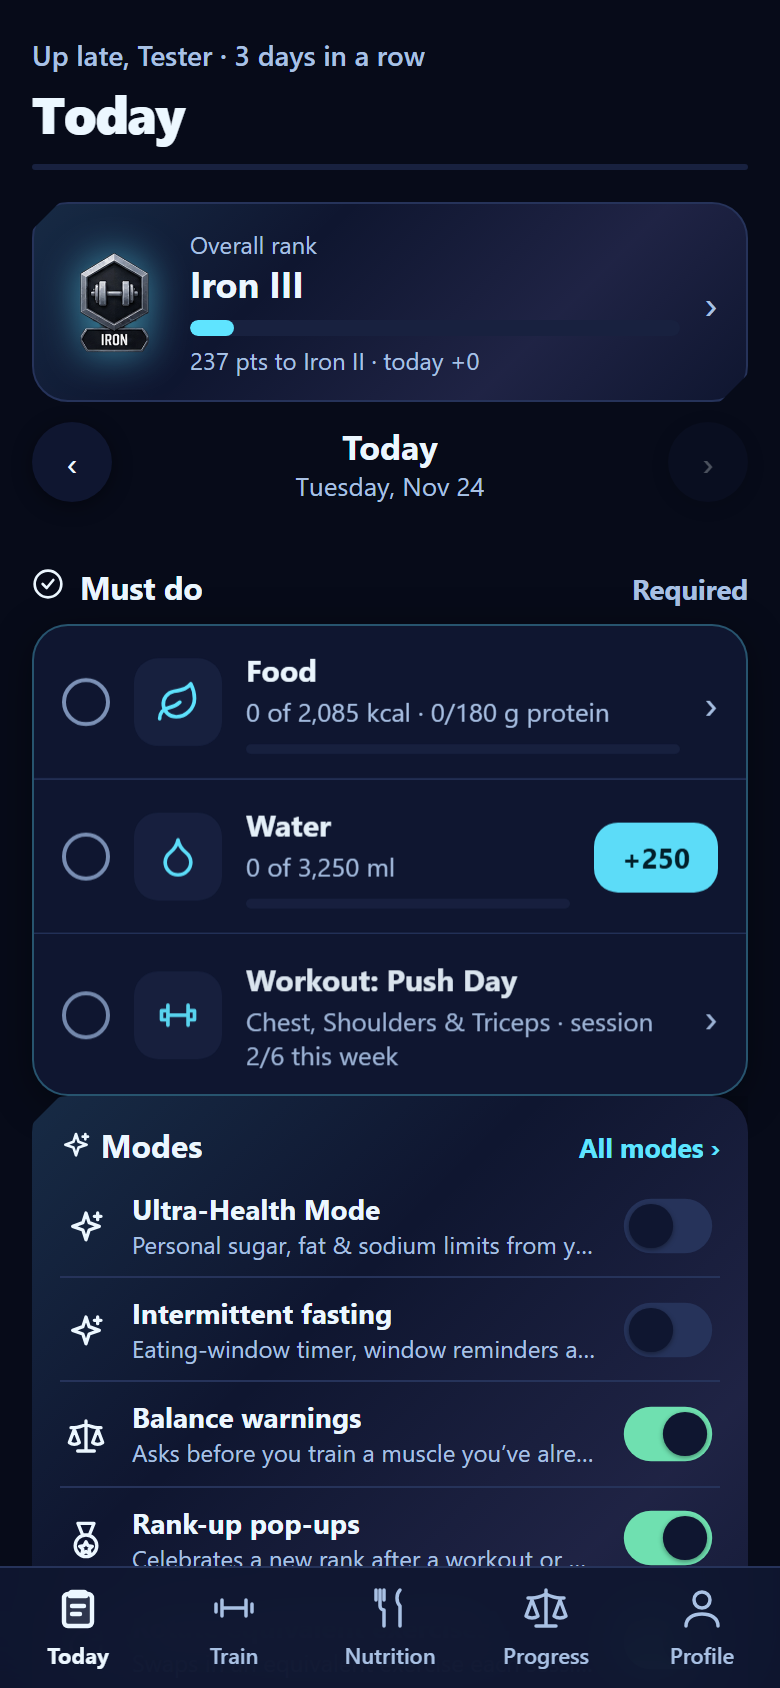 Up late, Tester · 3 days in a row
Today
Overall rank
Iron III
IRON
237 pts to Iron II · today +0
›
‹
Today
›
Tuesday, Nov 24
Must do
Required
Food
0 of 2,085 kcal · 0/180 g protein
›
Water
0 of 3,250 ml
+250
Workout: Push Day
Chest, Shoulders & Triceps · session
2/6 this week
›
Modes
All modes ›
Ultra-Health Mode
Personal sugar, fat & sodium limits from y...
Intermittent fasting
Eating-window timer, window reminders a...
Balance warnings
Asks before you train a muscle you’ve alre...
Rank-up pop-ups
Celebrates a new rank after a workout or ...
Today
Train
Nutrition
Progress
Profile